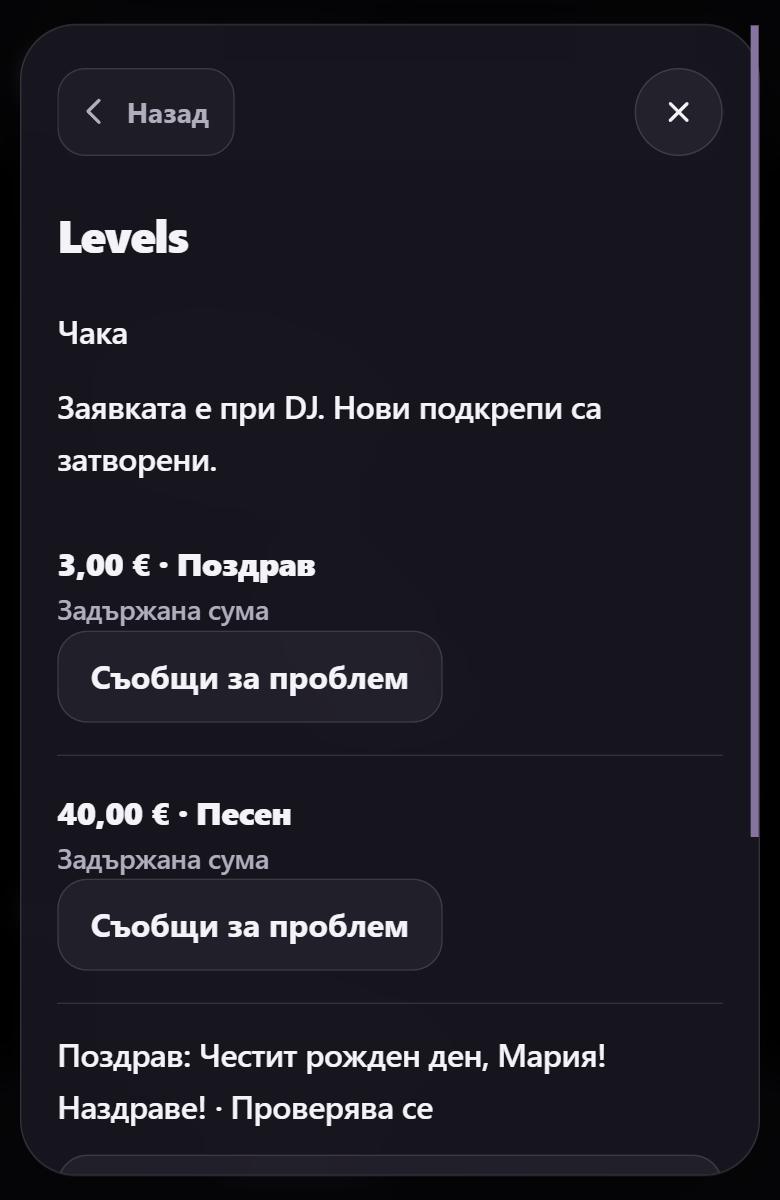 Назад
Levels
Чака
Заявката е при DJ. Нови подкрепи са
затворени.
3,00 € · Поздрав
Задържана сума
Съобщи за проблем
40,00 € · Песен
Задържана сума
Съобщи за проблем
Поздрав: Честит рожден ден, Мария!
Наздраве! · Проверява се